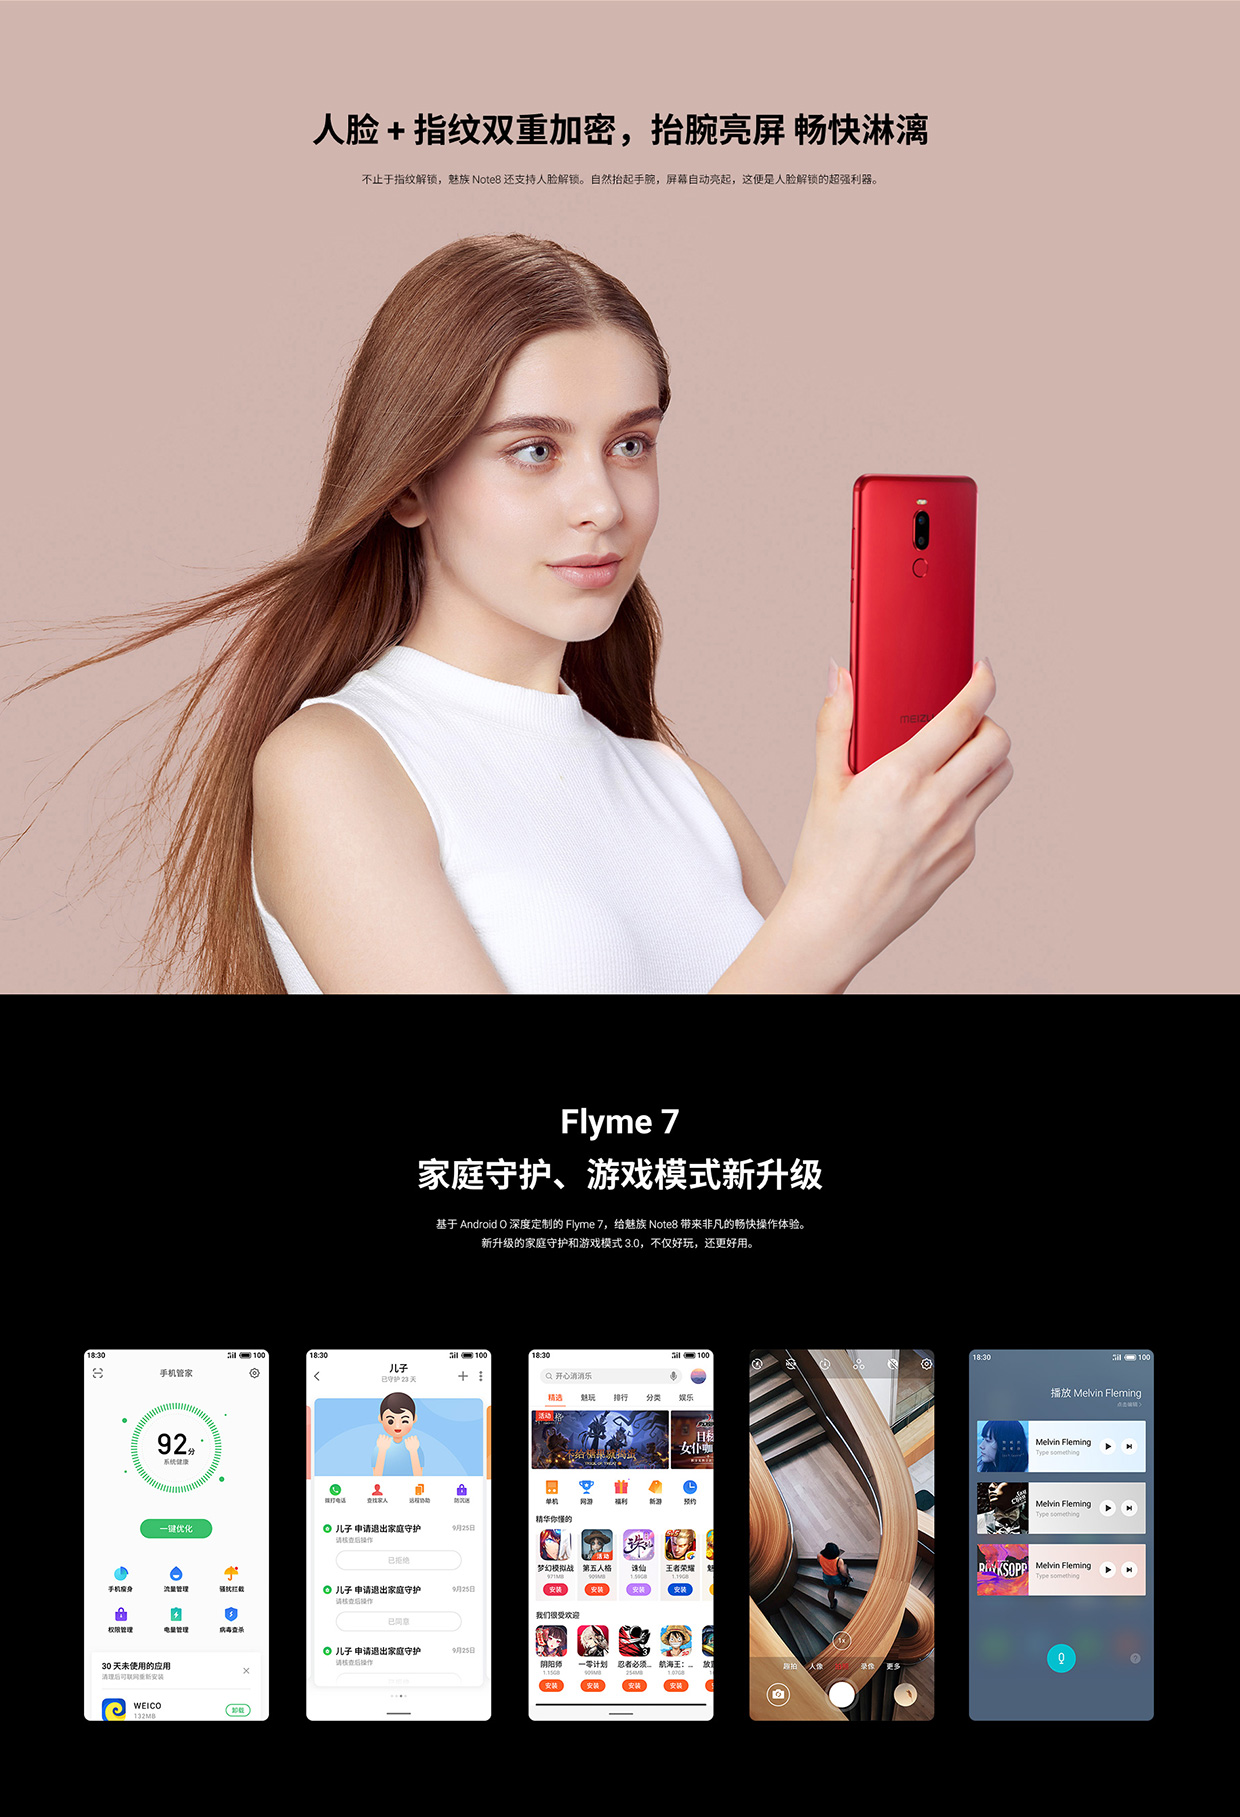 人脸 + 指纹双重加密，抬腕亮屏 畅快淋漓
不止于指纹解锁，魅族 Note8 还支持人脸解锁。自然抬起手腕，屏幕自动亮起，这便是人脸解锁的超强利器。
Flyme 7
家庭守护、游戏模式新升级
基于 Android O 深度定制的 Flyme 7，给魅族 Note8 带来非凡的畅快操作体验。
新升级的家庭守护和游戏模式 3.0，不仅好玩，还更好用。
18:30 100
手机管家
92分
系统健康
一键优化
手机瘦身 流量管理 骚扰拦截
权限管理 电量管理 病毒查杀
30 天未使用的应用
清理后可联网重新安装
WEICO
132MB
卸载
18:30 100
儿子
已守护 23 天
拨打电话 查找家人 远程协助 防沉迷
儿子 申请退出家庭守护 9月25日
请核查后操作
已拒绝
儿子 申请退出家庭守护 9月25日
请核查后操作
已同意
儿子 申请退出家庭守护 9月25日
请核查后操作
18:30 100
开心消消乐
精选 魅玩 排行 分类 娱乐
活动
不给糖果就捣蛋
单机 网游 福利 新游 预约
精华你懂的
活动
梦幻模拟战 第五人格 诛仙 王者荣耀
971MB 909MB 1.59GB 1.19GB
安装 安装 安装 安装
我们很受欢迎
阴阳师 一零计划 忍者必须... 航海王：...
1.15GB 909MB 254MB 1.07GB
安装 安装 安装 安装
1x
趣拍 人像 录像 更多
18:30 100
播放 Melvin Fleming
点击编辑
Melvin Fleming
Type something
Melvin Fleming
Type something
RÖYKSOPP
Melvin Fleming
Type something